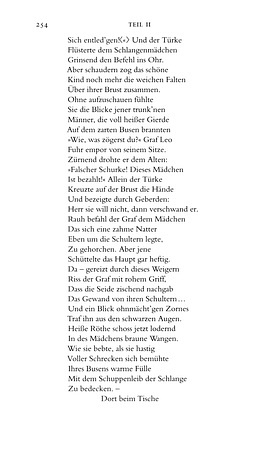 254 TEIL II
Sich entled'gen!(«) Und der Türke
Flüsterte dem Schlangenmädchen
Grinsend den Befehl ins Ohr.
Aber schaudern zog das schöne
Kind noch mehr die weichen Falten
Über ihrer Brust zusammen.
Ohne aufzuschauen fühlte
Sie die Blicke jener trunk'nen
Männer, die voll heißer Gierde
Auf dem zarten Busen brannten
»Wie, was zögerst du?« Graf Leo
Fuhr empor von seinem Sitze.
Zürnend drohte er dem Alten:
»Falscher Schurke! Dieses Mädchen
Ist bezahlt!« Allein der Türke
Kreuzte auf der Brust die Hände
Und bezeigte durch Geberden:
Herr sie will nicht, dann verschwand er.
Rauh befahl der Graf dem Mädchen
Das sich eine zahme Natter
Eben um die Schultern legte,
Zu gehorchen. Aber jene
Schüttelte das Haupt gar heftig.
Da – gereizt durch dieses Weigern
Riss der Graf mit rohem Griff,
Dass die Seide zischend nachgab
Das Gewand von ihren Schultern…
Und ein Blick ohnmächt'gen Zornes
Traf ihn aus den schwarzen Augen.
Heiße Röthe schoss jetzt lodernd
In des Mädchens braune Wangen.
Wie sie bebte, als sie hastig
Voller Schrecken sich bemühte
Ihres Busens warme Fülle
Mit dem Schuppenleib der Schlange
Zu bedecken. –
Dort beim Tische